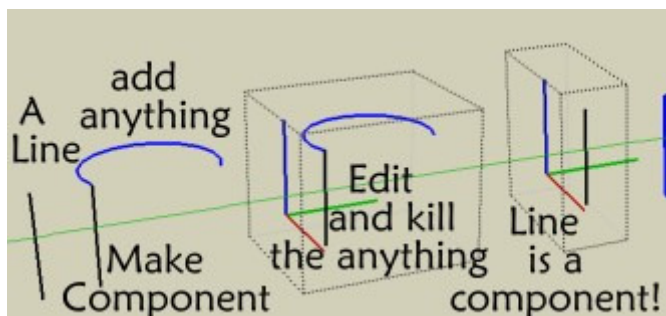 A
Line
add
anything
Make
Component
Edit
and kill
the anything
Line
is a
component!